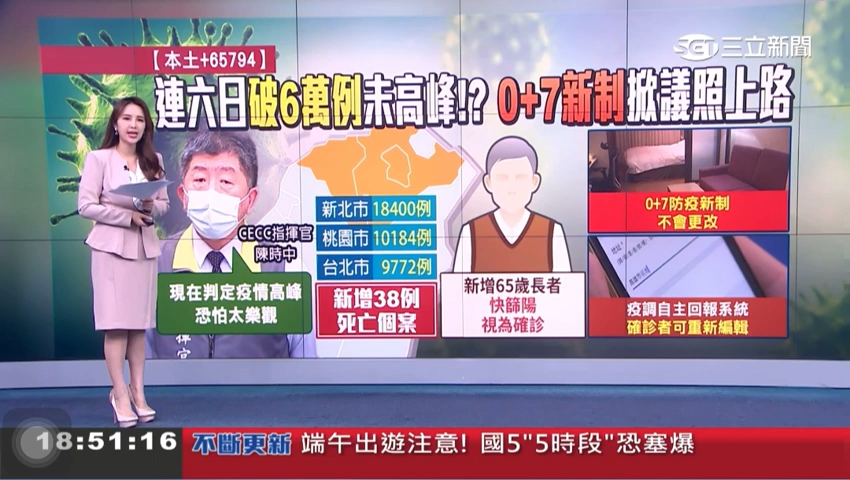 【本土+65794】
SET 三立新聞
連六日破6萬例未高峰!? 0+7新制掀議照上路
CECC指揮官
陳時中
現在判定疫情高峰
恐怕太樂觀
新北市 18400例
桃園市 10184例
台北市 9772例
新增38例
死亡個案
新增65歲長者
快篩陽
視為確診
0+7防疫新制
不會更改
疫調自主回報系統
確診者可重新編輯
揮官
18:51:16 不斷更新 端午出遊注意! 國5"5時段"恐塞爆